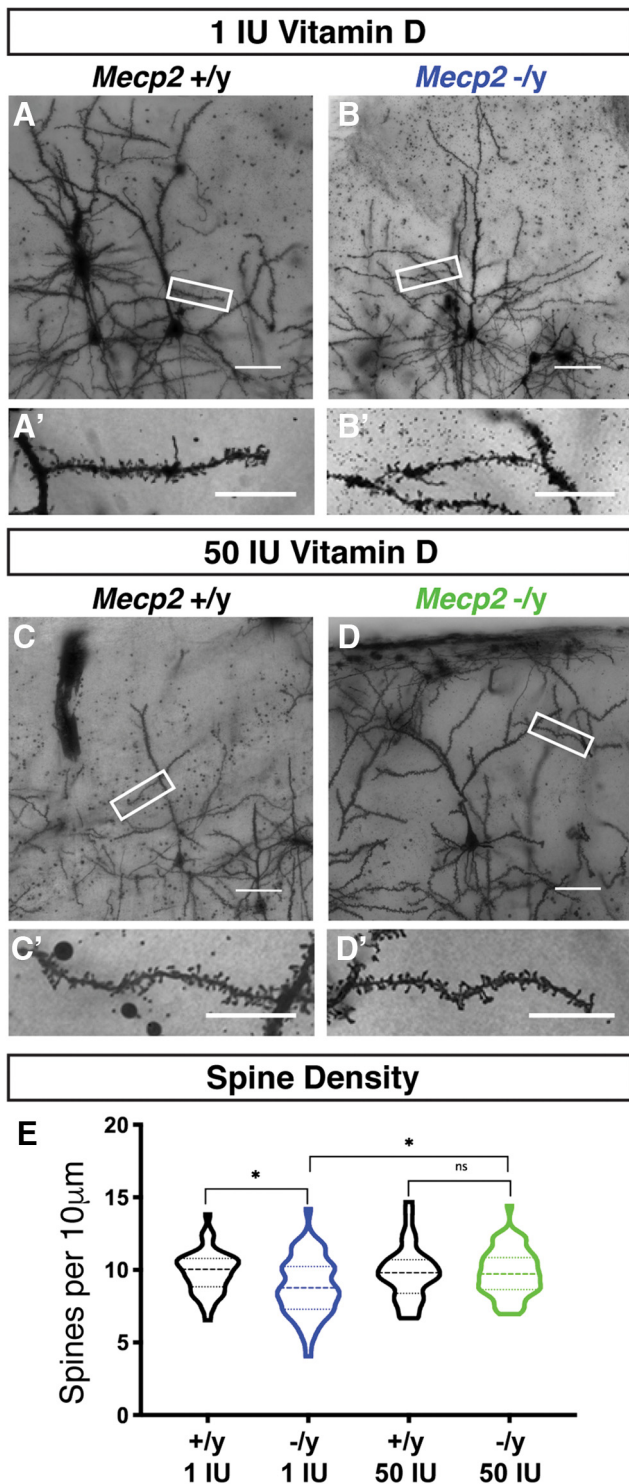 1 IU Vitamin D
Mecp2 +/y
Mecp2 -/y
A
B
A'
B'
50 IU Vitamin D
Mecp2 +/y
Mecp2 -/y
C
D
C'
D'
Spine Density
E
Spines per 10μm
20
15
10
5
0
*
*
ns
+/y
-/y
+/y
-/y
1 IU
1 IU
50 IU
50 IU